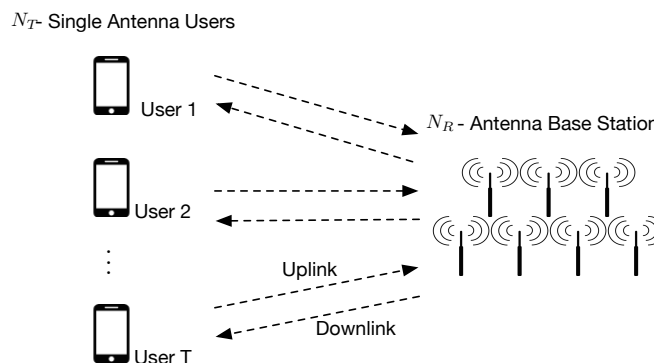 N_T- Single Antenna Users
User 1
N_R - Antenna Base Station
User 2
⋮
Uplink
Downlink
User T